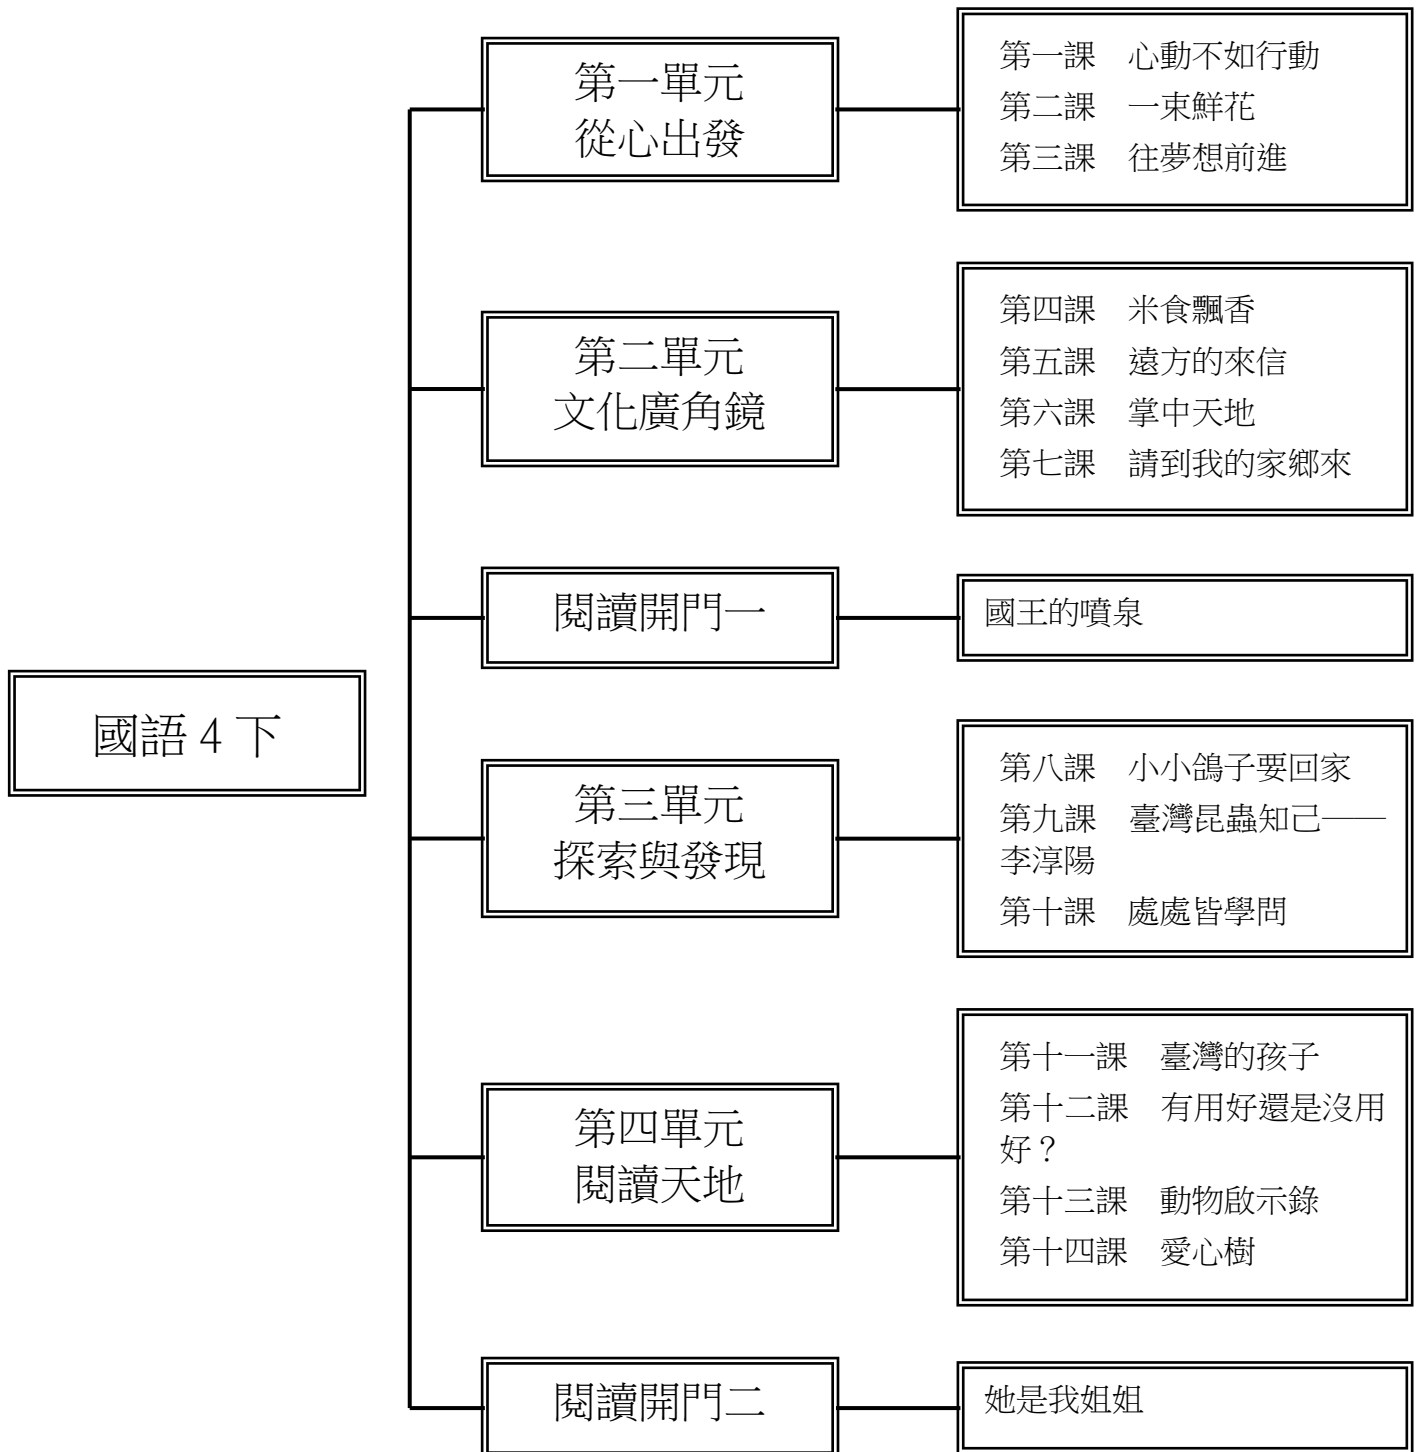 國語 4 下
第一單元
從心出發
第一課　心動不如行動
第二課　一束鮮花
第三課　往夢想前進
第二單元
文化廣角鏡
第四課　米食飄香
第五課　遠方的來信
第六課　掌中天地
第七課　請到我的家鄉來
閱讀開門一
國王的噴泉
第三單元
探索與發現
第八課　小小鴿子要回家
第九課　臺灣昆蟲知己——
李淳陽
第十課　處處皆學問
第四單元
閱讀天地
第十一課　臺灣的孩子
第十二課　有用好還是沒用
好？
第十三課　動物啟示錄
第十四課　愛心樹
閱讀開門二
她是我姐姐